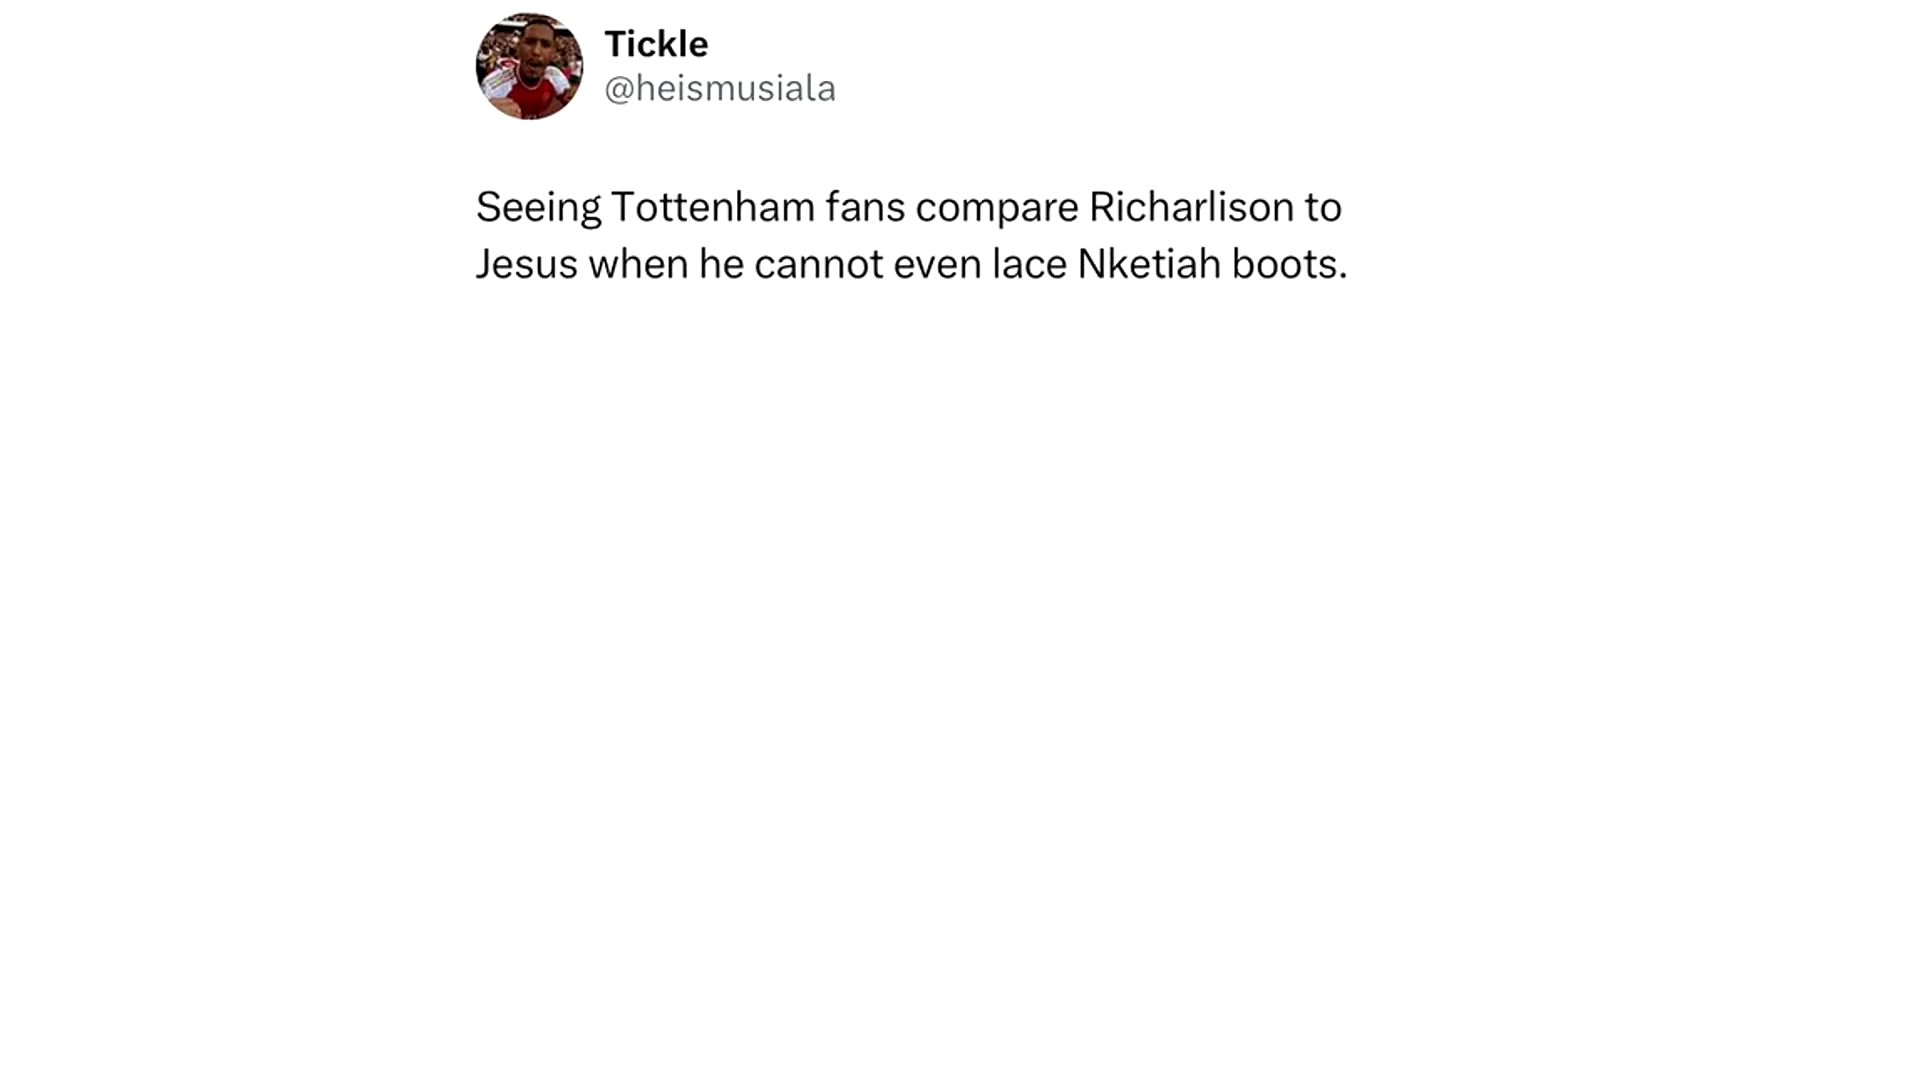 Tickle
@heismusiala
Seeing Tottenham fans compare Richarlison to
Jesus when he cannot even lace Nketiah boots.